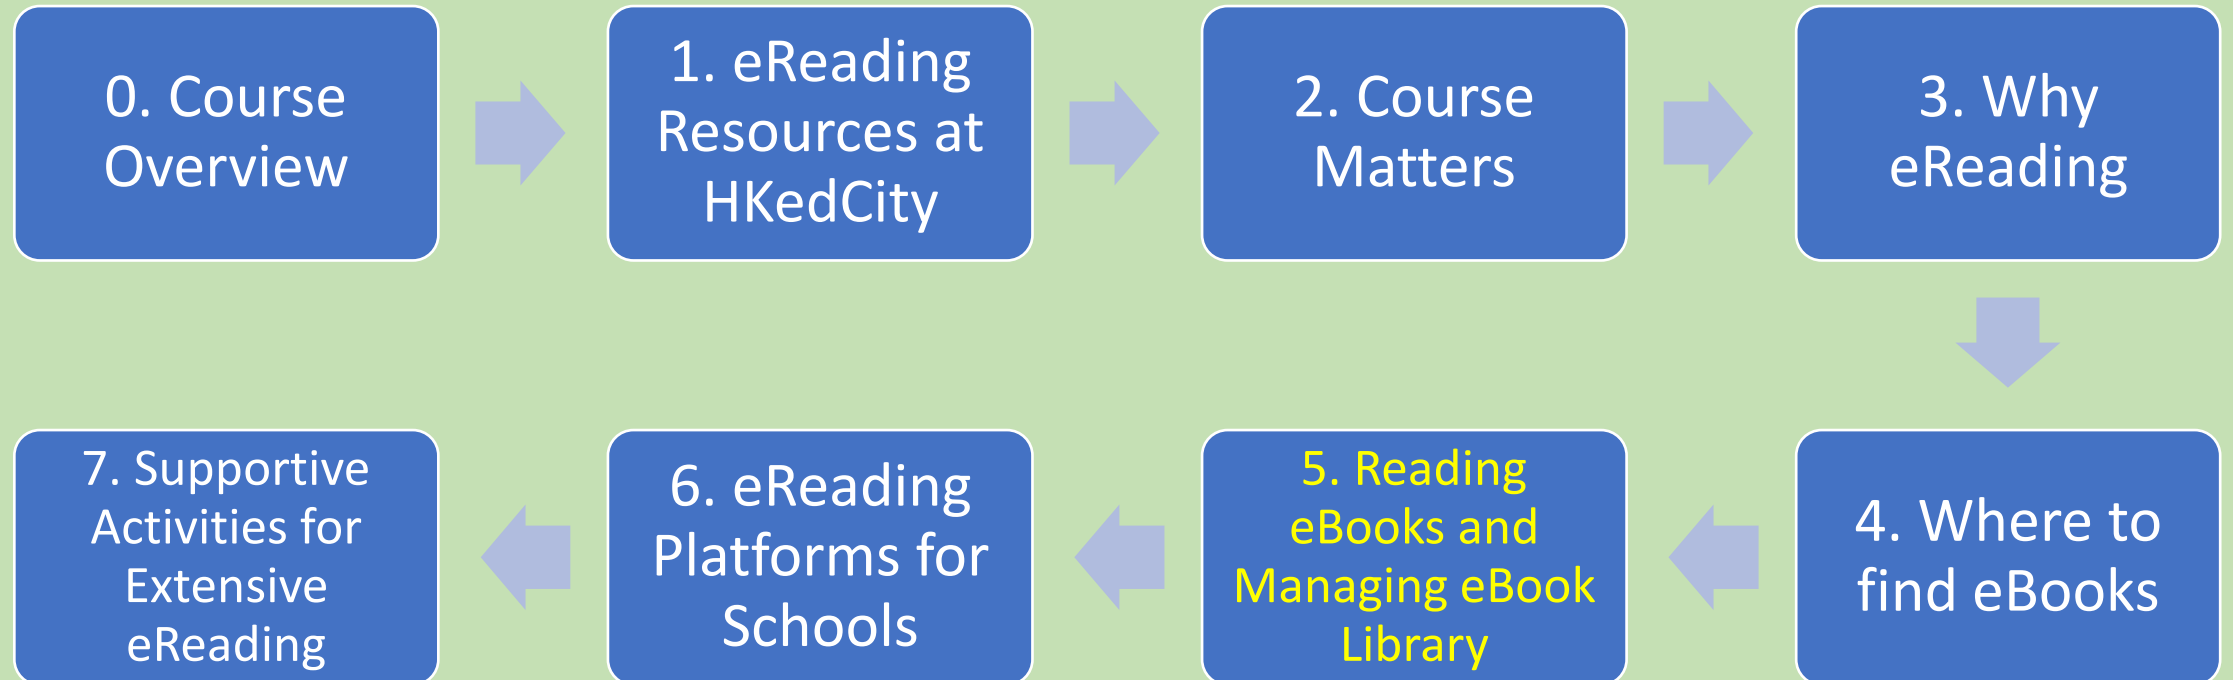 0. Course
Overview
1. eReading
Resources at
HKedCity
2. Course
Matters
3. Why
eReading
4. Where to
find eBooks
5. Reading
eBooks and
Managing eBook
Library
6. eReading
Platforms for
Schools
7. Supportive
Activities for
Extensive
eReading